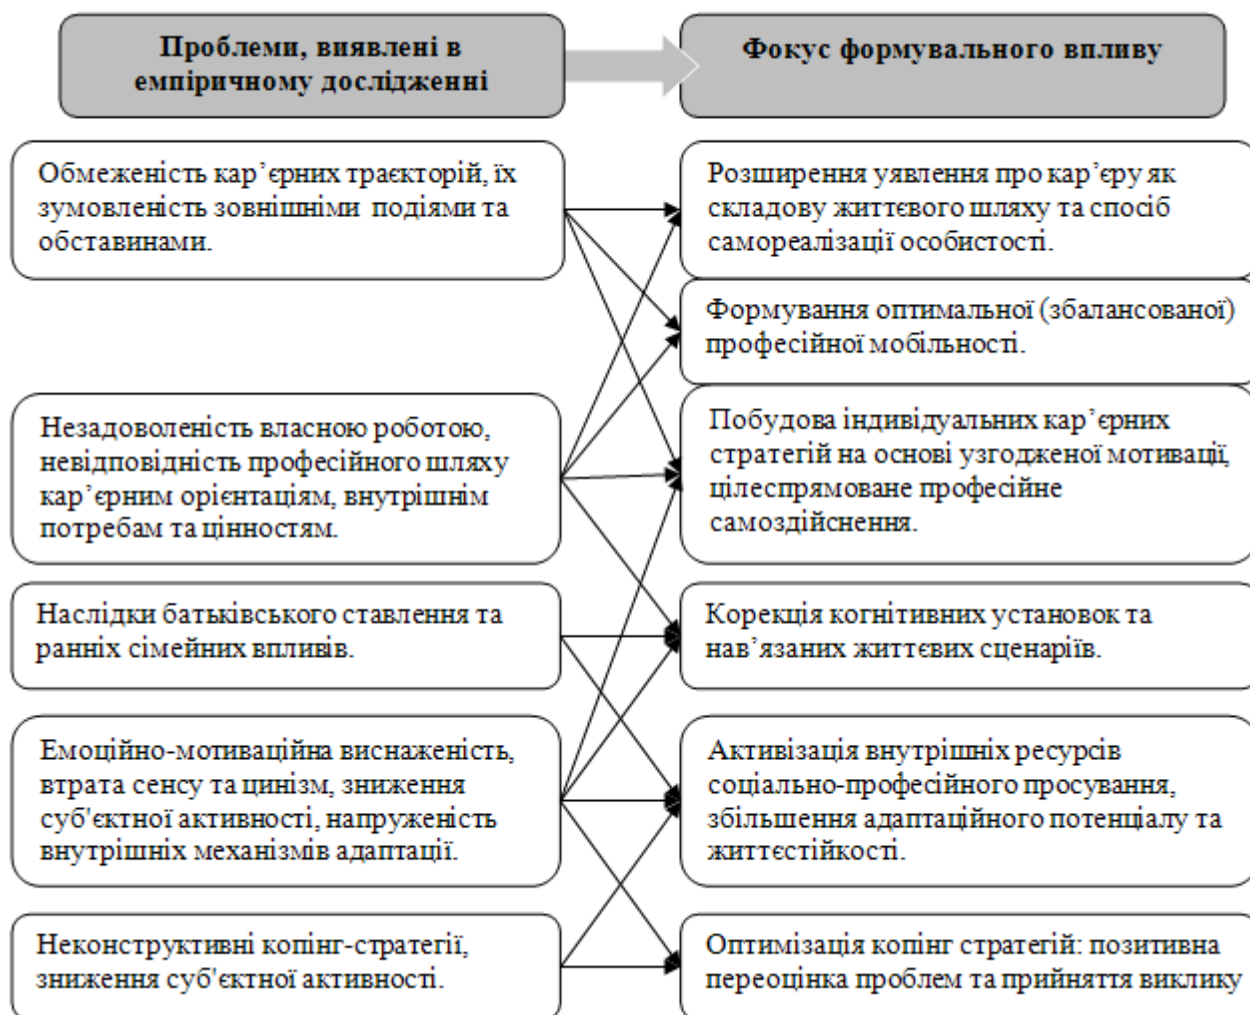 Проблеми, виявлені в
емпіричному дослідженні
Фокус формувального впливу
Обмеженість кар’єрних траєкторій, їх
зумовленість зовнішніми подіями та
обставинами.
Розширення уявлення про кар’єру як
складову життєвого шляху та спосіб
самореалізації особистості.
Формування оптимальної (збалансованої)
професійної мобільності.
Незадоволеність власною роботою,
невідповідність професійного шляху
кар’єрним орієнтаціям, внутрішнім
потребам та цінностям.
Побудова індивідуальних кар’єрних
стратегій на основі узгодженої мотивації,
цілеспрямоване професійне
самоздійснення.
Наслідки батьківського ставлення та
ранніх сімейних впливів.
Корекція когнітивних установок та
нав’язаних життєвих сценаріїв.
Емоційно-мотиваційна виснаженість,
втрата сенсу та цинізм, зниження
суб'єктної активності, напруженість
внутрішніх механізмів адаптації.
Активізація внутрішніх ресурсів
соціально-професійного просування,
збільшення адаптаційного потенціалу та
життєстійкості.
Неконструктивні копінг-стратегії,
зниження суб'єктної активності.
Оптимізація копінг стратегій: позитивна
переоцінка проблем та прийняття виклику